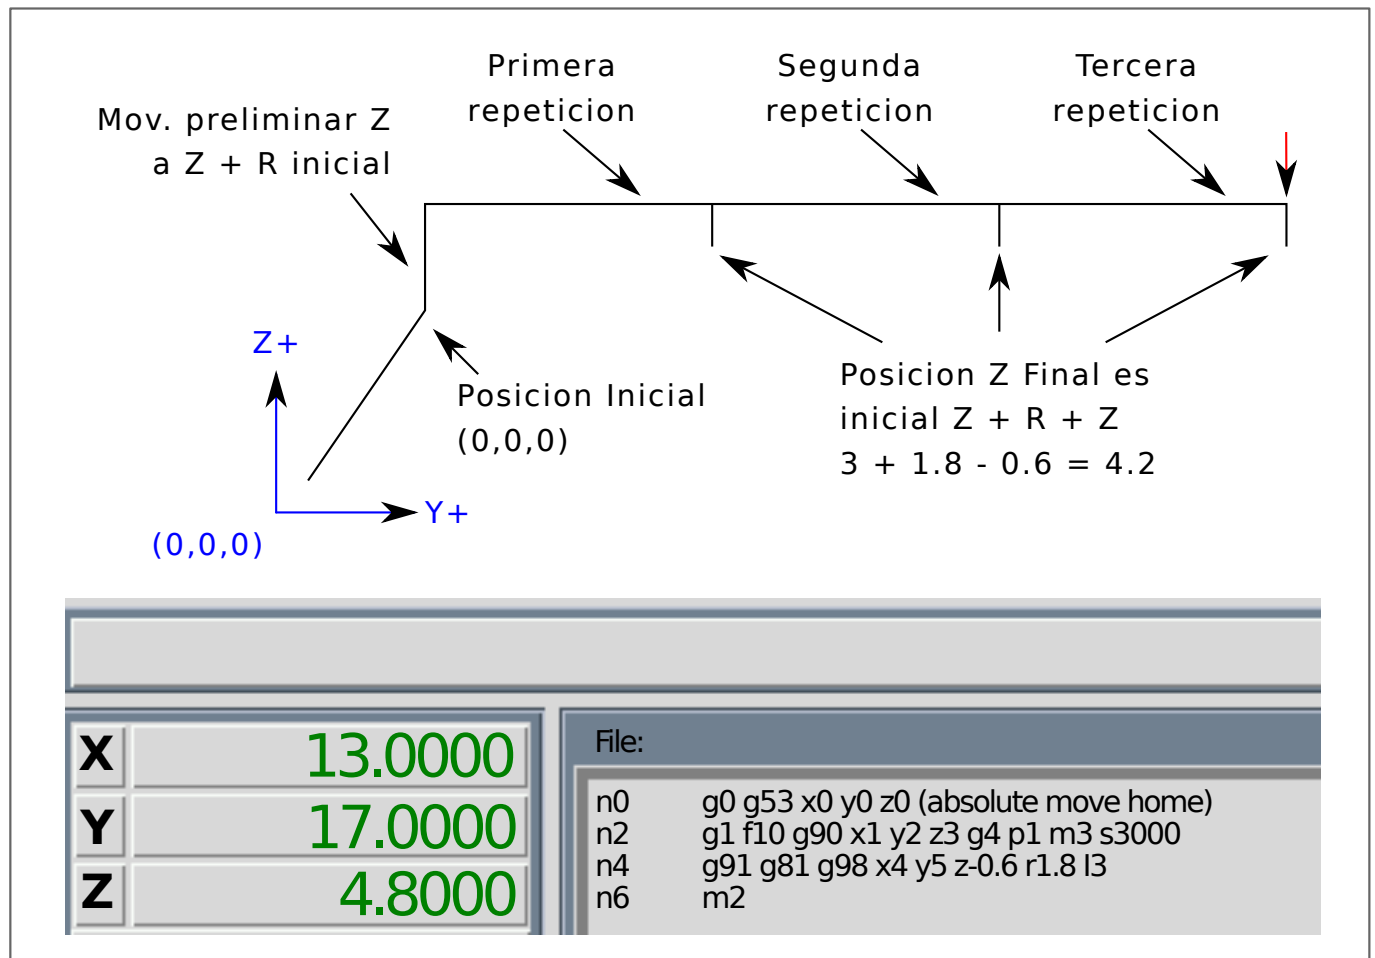 Primera
repeticion
Segunda
repeticion
Tercera
repeticion
Mov. preliminar Z
a Z + R inicial
Z+
Posicion Inicial
(0,0,0)
Posicion Z Final es
inicial Z + R + Z
3 + 1.8 - 0.6 = 4.2
Y+
(0,0,0)
X 13.0000
Y 17.0000
Z 4.8000
File:
n0 g0 g53 x0 y0 z0 (absolute move home)
n2 g1 f10 g90 x1 y2 z3 g4 p1 m3 s3000
n4 g91 g81 g98 x4 y5 z-0.6 r1.8 l3
n6 m2